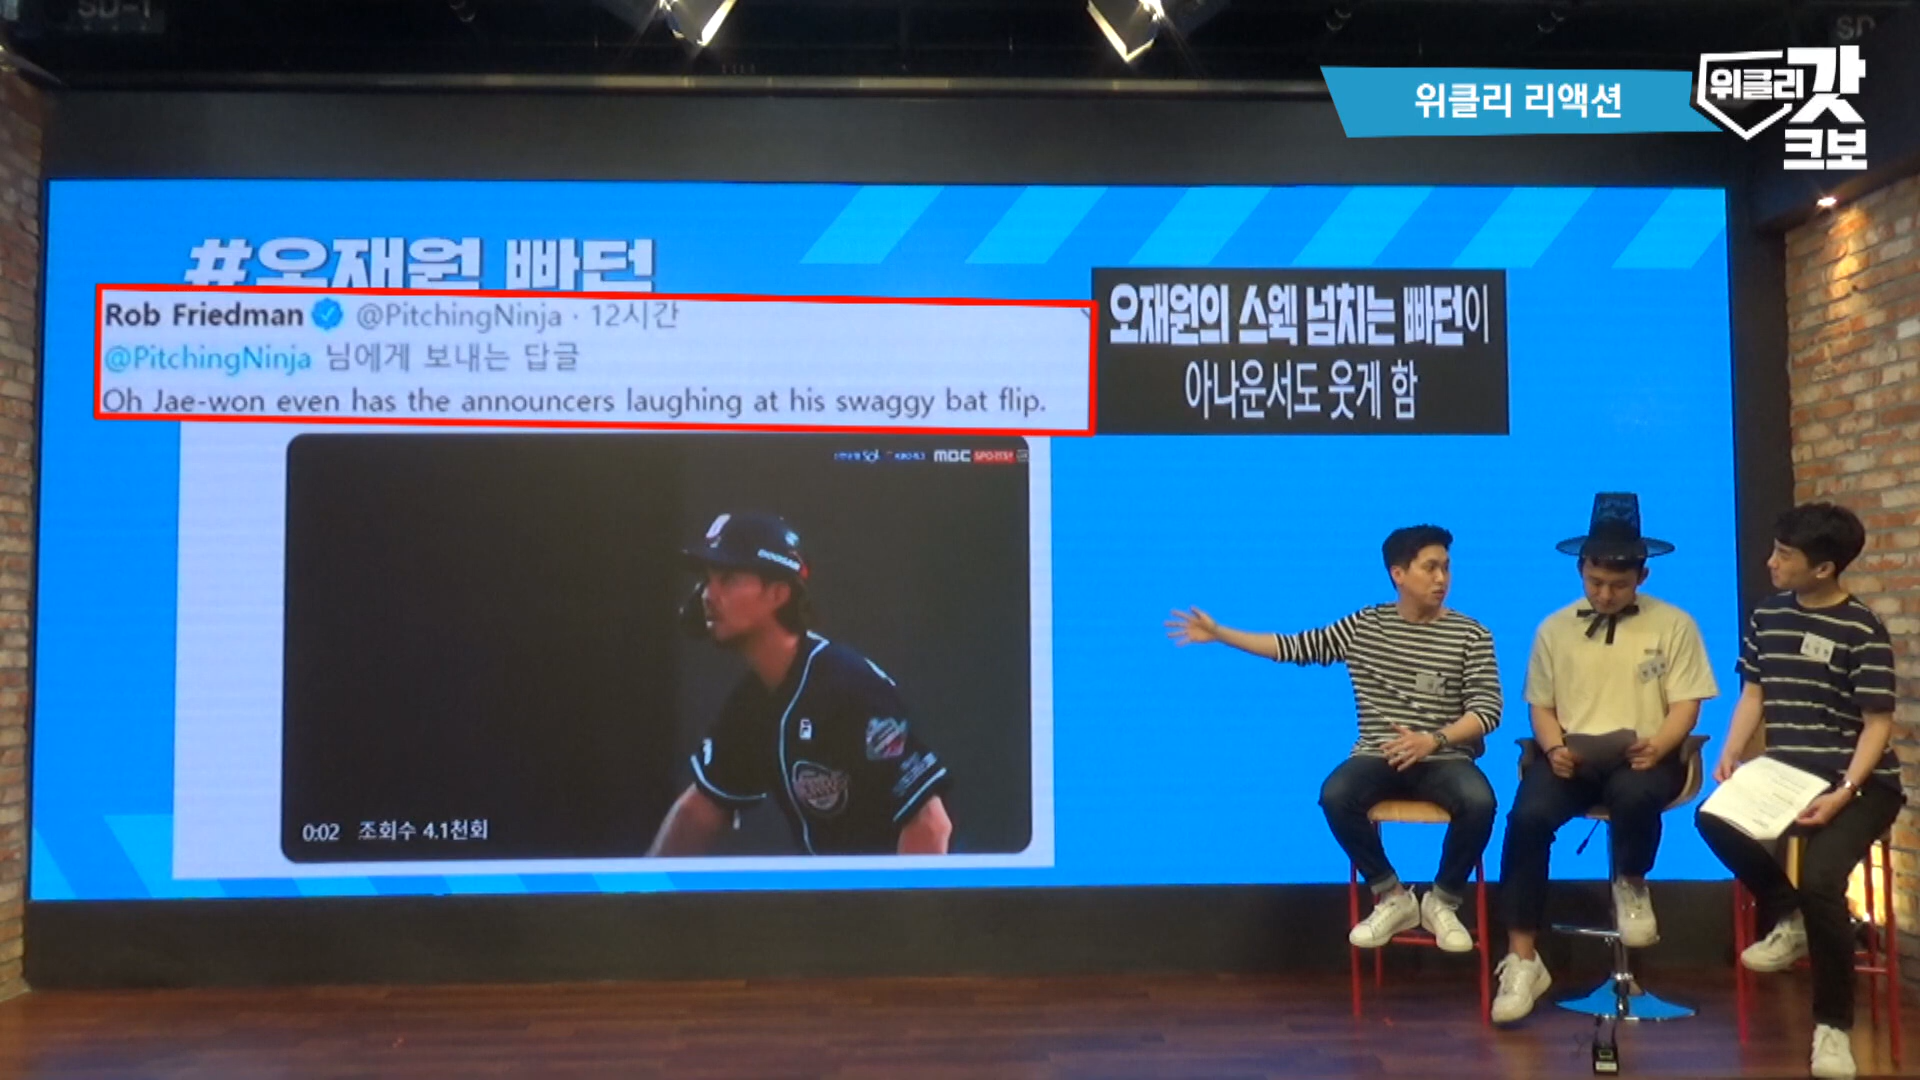 위클리 리액션
위클리
갓
크보
#오재원 빠던
Rob Friedman @PitchingNinja · 12시간
@PitchingNinja 님에게 보내는 답글
Oh Jae-won even has the announcers laughing at his swaggy bat flip.
오재원의 스웩 넘치는 빠던이
아나운서도 웃게 함
MBC SPORTS+
DOOSAN
0:02 조회수 4.1천회